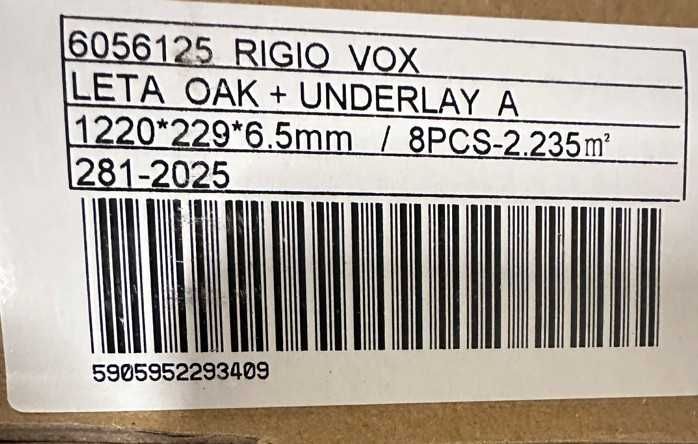 6056125 RIGIO VOX
LETA OAK + UNDERLAY A
1220*229*6.5mm / 8PCS-2.235m²
281-2025
5905952293409